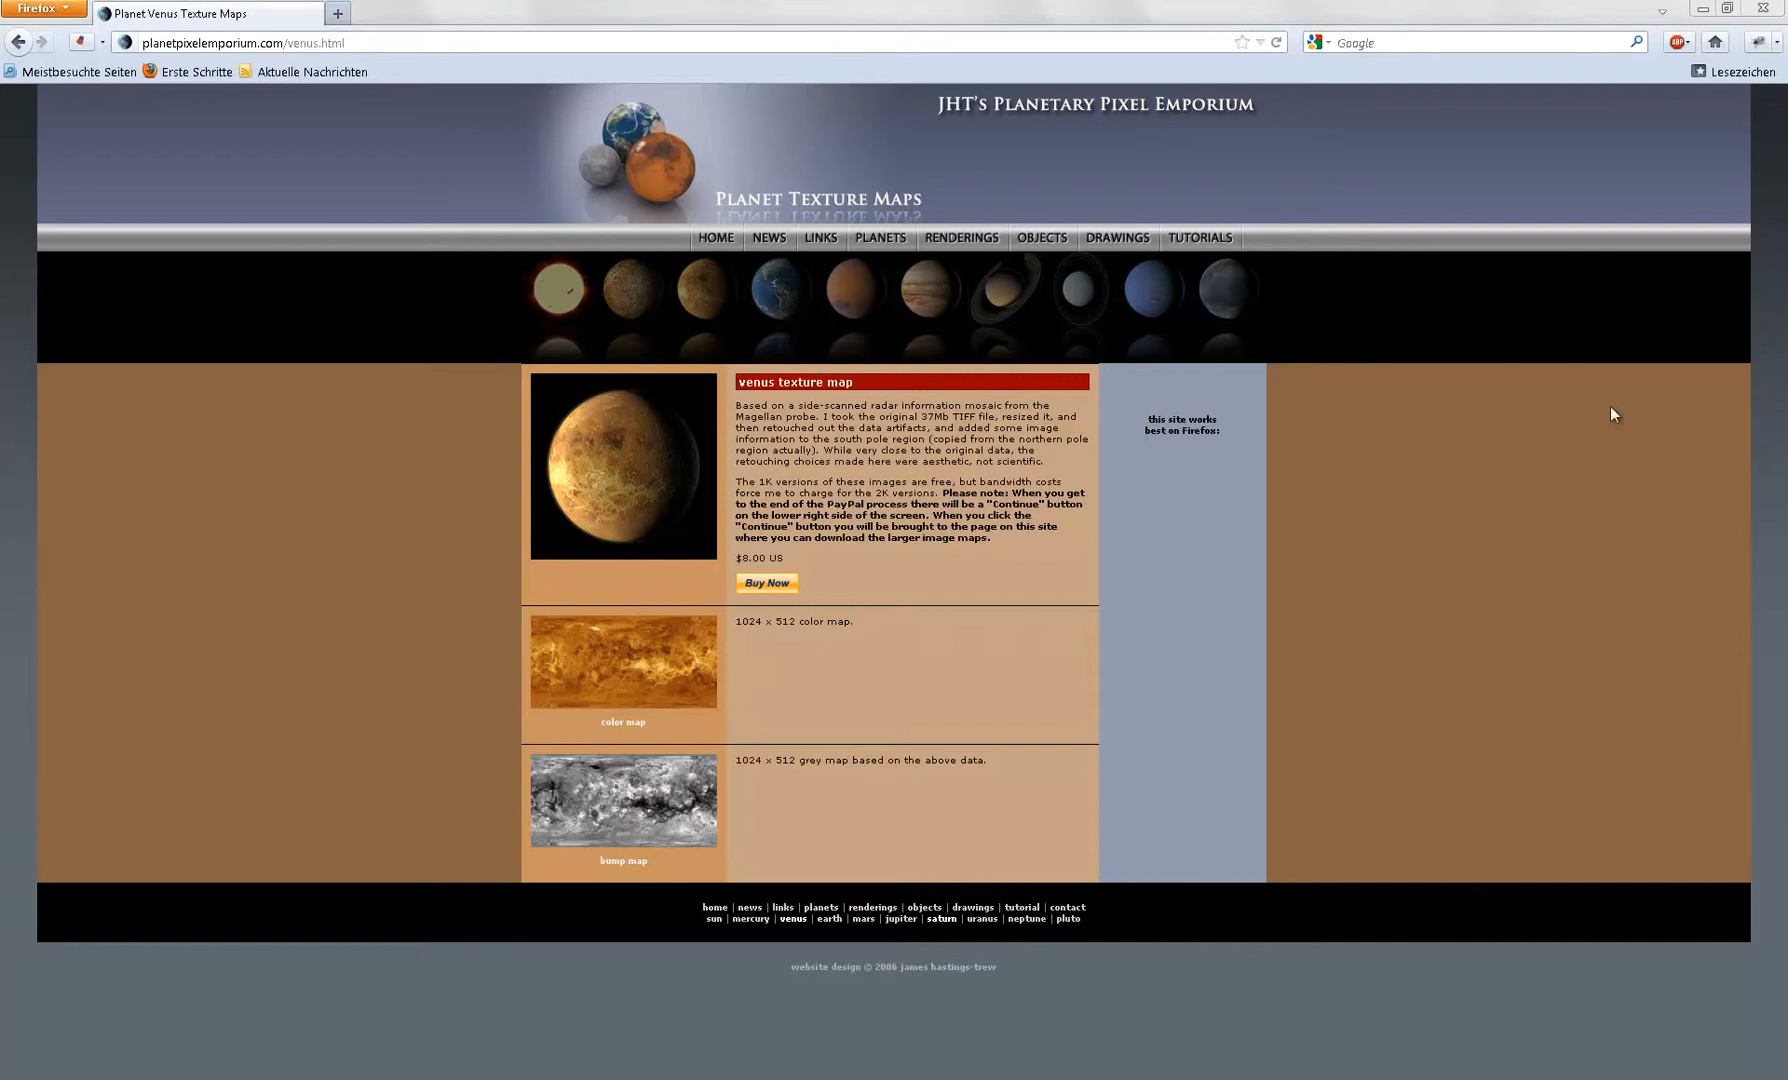 Firefox
Planet Venus Texture Maps
planetpixelemporium.com/venus.html
Google
ABP
Meistbesuchte Seiten Erste Schritte Aktuelle Nachrichten Lesezeichen
JHT's Planetary Pixel Emporium
Planet Texture Maps
HOME NEWS LINKS PLANETS RENDERINGS OBJECTS DRAWINGS TUTORIALS
venus texture map
Based on a side-scanned radar information mosaic from the
Magellan probe. I took the original 37Mb TIFF file, resized it, and
then retouched out the data artifacts, and added some image
information to the south pole region (copied from the northern pole
region actually). While very close to the original data, the
retouching choices made here were aesthetic, not scientific.
The 1K versions of these images are free, but bandwidth costs
force me to charge for the 2K versions. Please note: When you get
to the end of the PayPal process there will be a "Continue" button
on the lower right side of the screen. When you click the
"Continue" button you will be brought to the page on this site
where you can download the larger image maps.
$8.00 US
Buy Now
this site works
best on Firefox:
1024 x 512 color map.
color map
1024 x 512 grey map based on the above data.
bump map
home | news | links | planets | renderings | objects | drawings | tutorial | contact
sun | mercury | venus | earth | mars | jupiter | saturn | uranus | neptune | pluto
website design © 2006 james hastings-trew